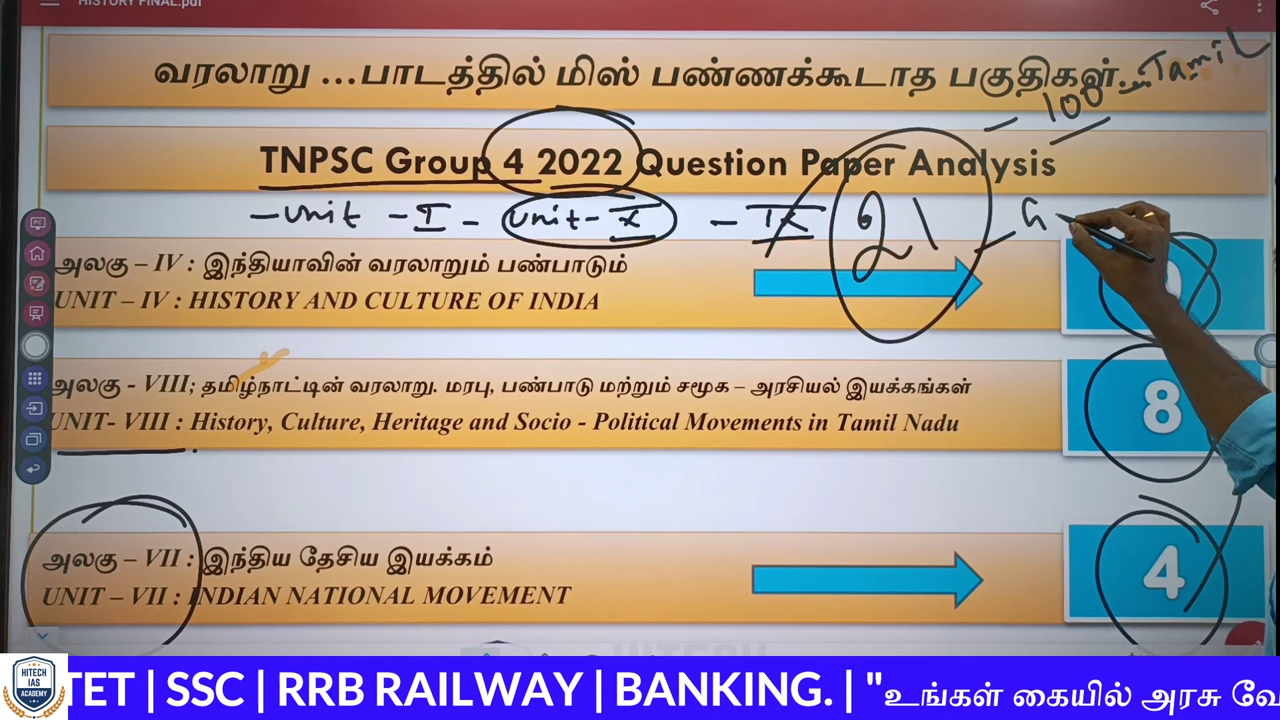 HISTORY FINAL.pdf
வரலாறு ...பாடத்தில் மிஸ் பண்ணக்கூடாத பகுதிகள்...
- 100 - Tamil
TNPSC Group 4 2022 Question Paper Analysis
- unit - I - unit - X - IX 21 - G
அலகு – IV : இந்தியாவின் வரலாறும் பண்பாடும்
UNIT – IV : HISTORY AND CULTURE OF INDIA
அலகு - VIII; தமிழ்நாட்டின் வரலாறு. மரபு, பண்பாடு மற்றும் சமூக – அரசியல் இயக்கங்கள்
UNIT- VIII : History, Culture, Heritage and Socio - Political Movements in Tamil Nadu
8
அலகு – VII : இந்திய தேசிய இயக்கம்
UNIT – VII : INDIAN NATIONAL MOVEMENT
4
HITECH
IAS
ACADEMY
TET | SSC | RRB RAILWAY | BANKING. | "உங்கள் கையில் அரசு வே